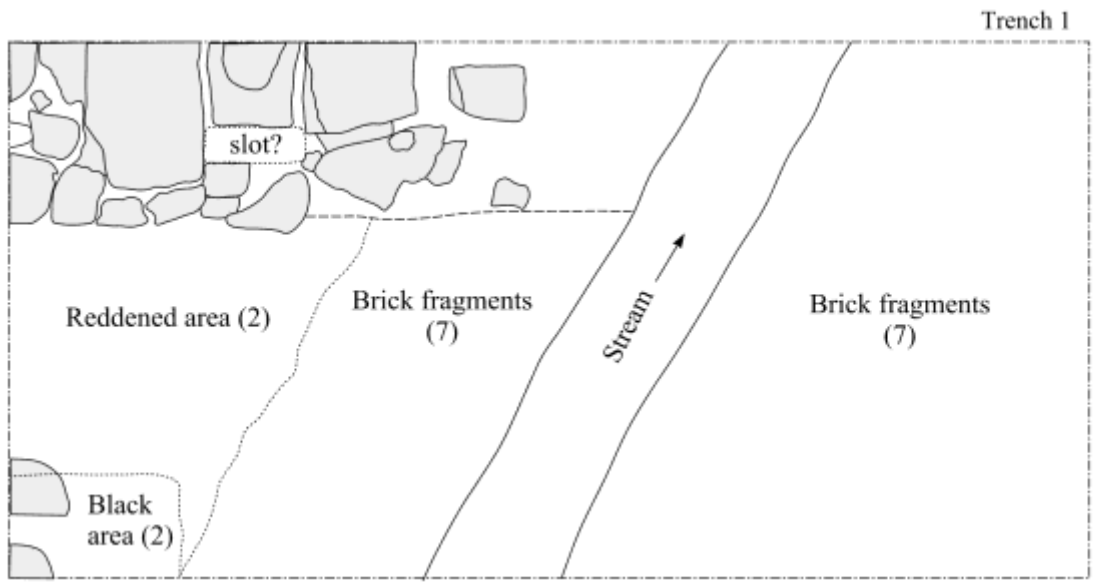 Trench 1
slot?
Reddened area (2)
Brick fragments
(7)
Stream
Brick fragments
(7)
Black
area (2)